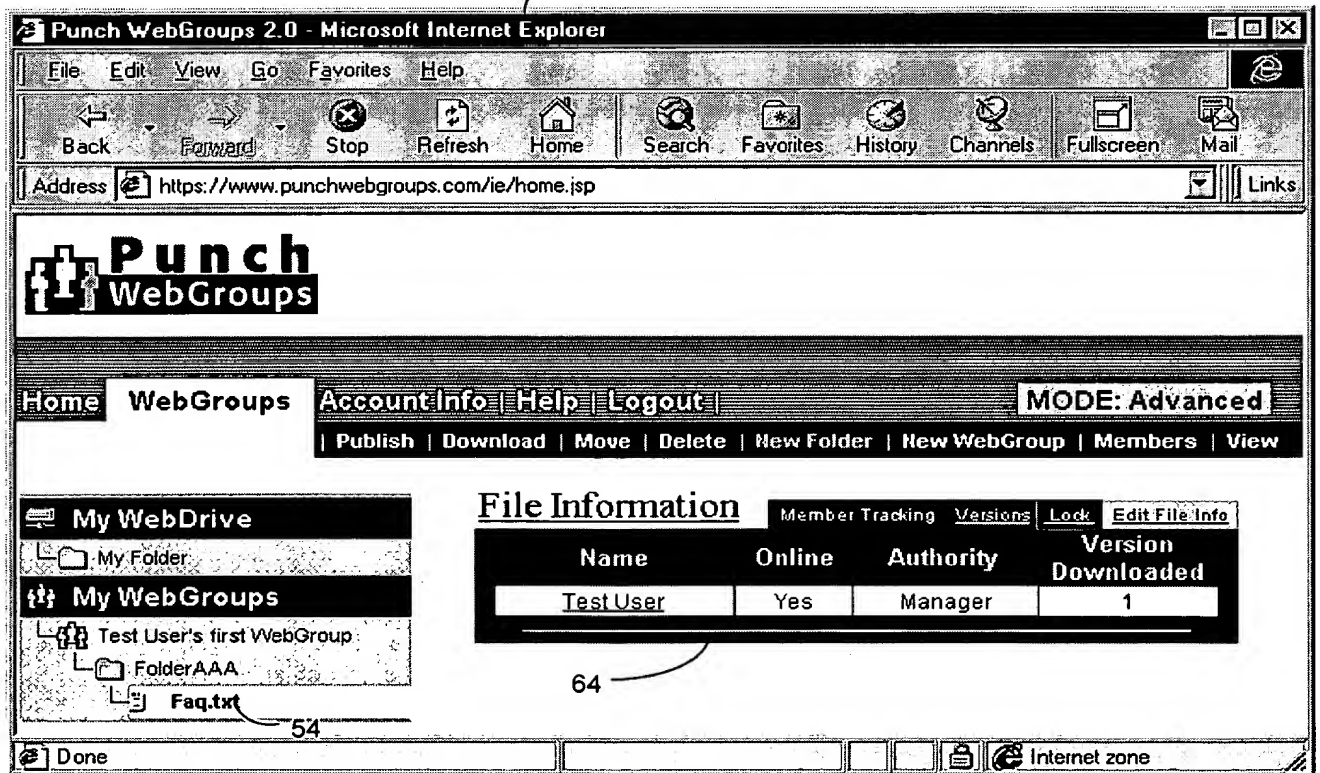 Punch WebGroups 2.0 - Microsoft Internet Explorer
File Edit View Go Favorites Help
Back Forward Stop Refresh Home Search Favorites History Channels Fullscreen Mail
Address https://www.punchwebgroups.com/ie/home.jsp Links
Punch
WebGroups
Home WebGroups Account Info | Help | Logout | MODE: Advanced
| Publish | Download | Move | Delete | New Folder | New WebGroup | Members | View
File Information Member Tracking Versions Lock Edit File Info
My WebDrive
My Folder
My WebGroups
Test User's first WebGroup
FolderAAA
Faq.txt
54
Name Online Authority Version Downloaded
Test User Yes Manager 1
64
Done Internet zone